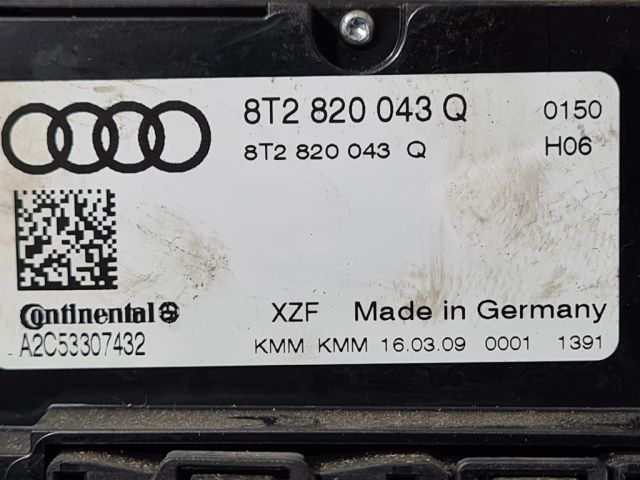 8T2 820 043 Q 0150
8T2 820 043 Q H06
Continental XZF Made in Germany
A2C53307432 KMM KMM 16.03.09 0001 1391